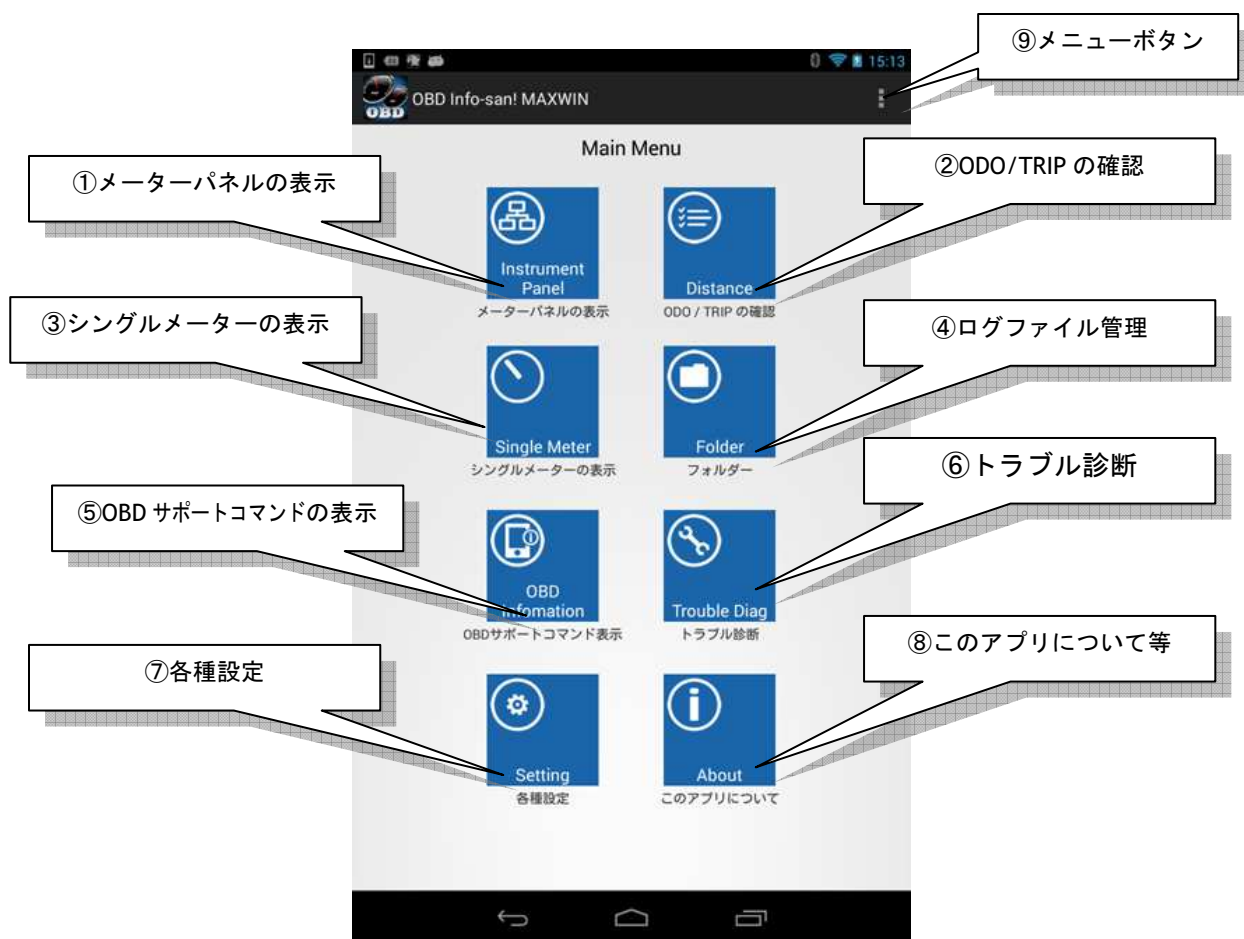 ⑨メニューボタン
15:13
OBD
OBD Info-san! MAXWIN
Main Menu
①メーターパネルの表示
②ODO/TRIP の確認
Instrument
Panel
メーターパネルの表示
Distance
ODO / TRIP の確認
③シングルメーターの表示
④ログファイル管理
Single Meter
シングルメーターの表示
Folder
フォルダー
⑤OBD サポートコマンドの表示
⑥トラブル診断
OBD
Infomation
OBDサポートコマンド表示
Trouble Diag
トラブル診断
⑦各種設定
⑧このアプリについて等
Setting
各種設定
About
このアプリについて